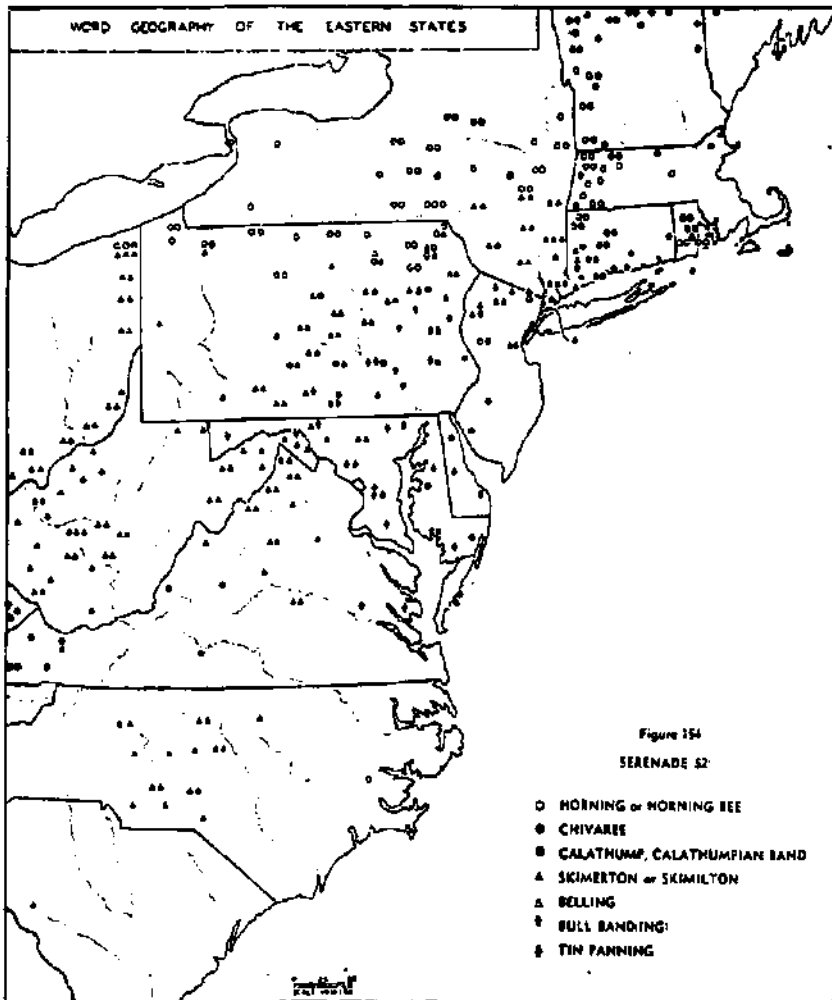 WORD GEOGRAPHY OF THE EASTERN STATES
Figure 154
SERENADE S2
HORNING or HORNING BEE
CHIVAREE
CALATHUMP, CALATHUMPIAN BAND
SKIMERTON or SKIMILTON
BELLING
BULL BANDING
TIN PANNING